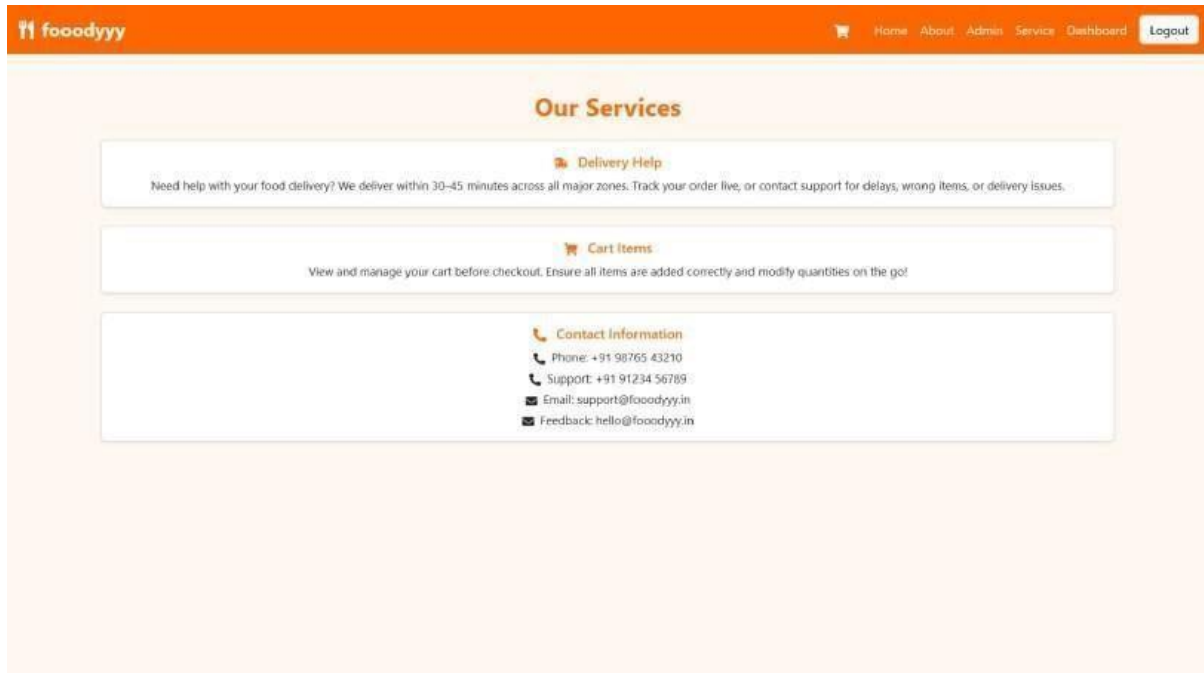 fooodyyy
Home About Admin Service Dashboard Logout
Our Services
Delivery Help
Need help with your food delivery? We deliver within 30–45 minutes across all major zones. Track your order live, or contact support for delays, wrong items, or delivery issues.
Cart Items
View and manage your cart before checkout. Ensure all items are added correctly and modify quantities on the go!
Contact Information
Phone: +91 98765 43210
Support: +91 91234 56789
Email: support@fooodyyy.in
Feedback: hello@fooodyyy.in